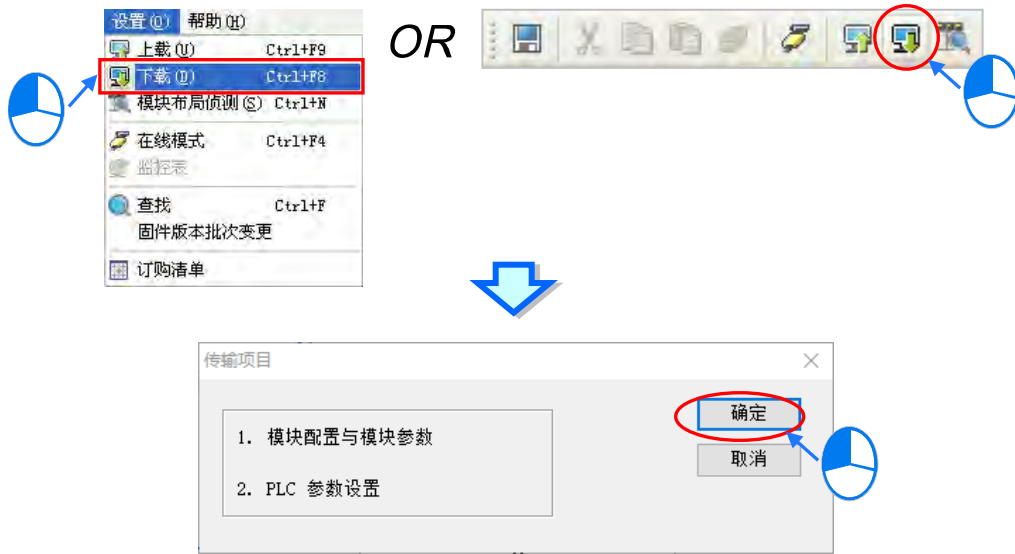 设置(O) 帮助(H)
上载(U) Ctrl+F9
下载(D) Ctrl+F8
模块布局侦测(S) Ctrl+N
在线模式 Ctrl+F4
监控表
查找 Ctrl+F
固件版本批次变更
订购清单
OR
传输项目
1. 模块配置与模块参数
2. PLC 参数设置
确定
取消